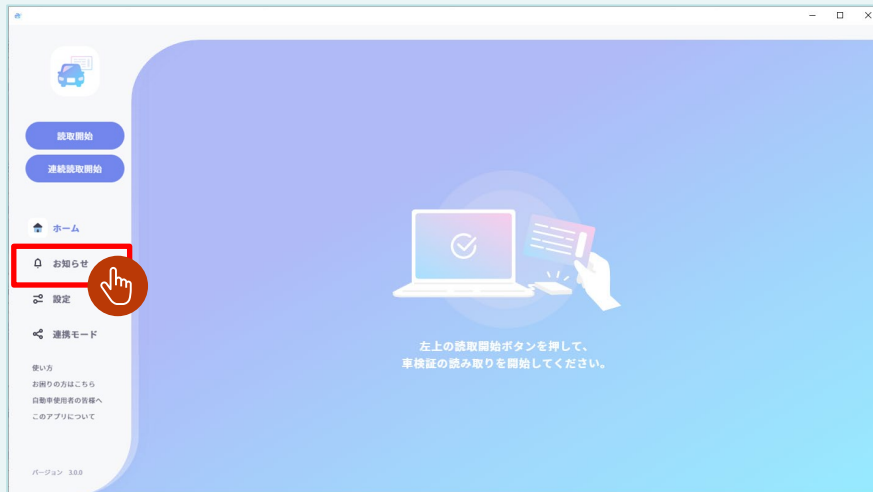 読取開始
連続読取開始
ホーム
お知らせ
設定
連携モード
使い方
お困りの方はこちら
自動車使用者の皆様へ
このアプリについて
バージョン 3.0.0
左上の読取開始ボタンを押して、
車検証の読み取りを開始してください。